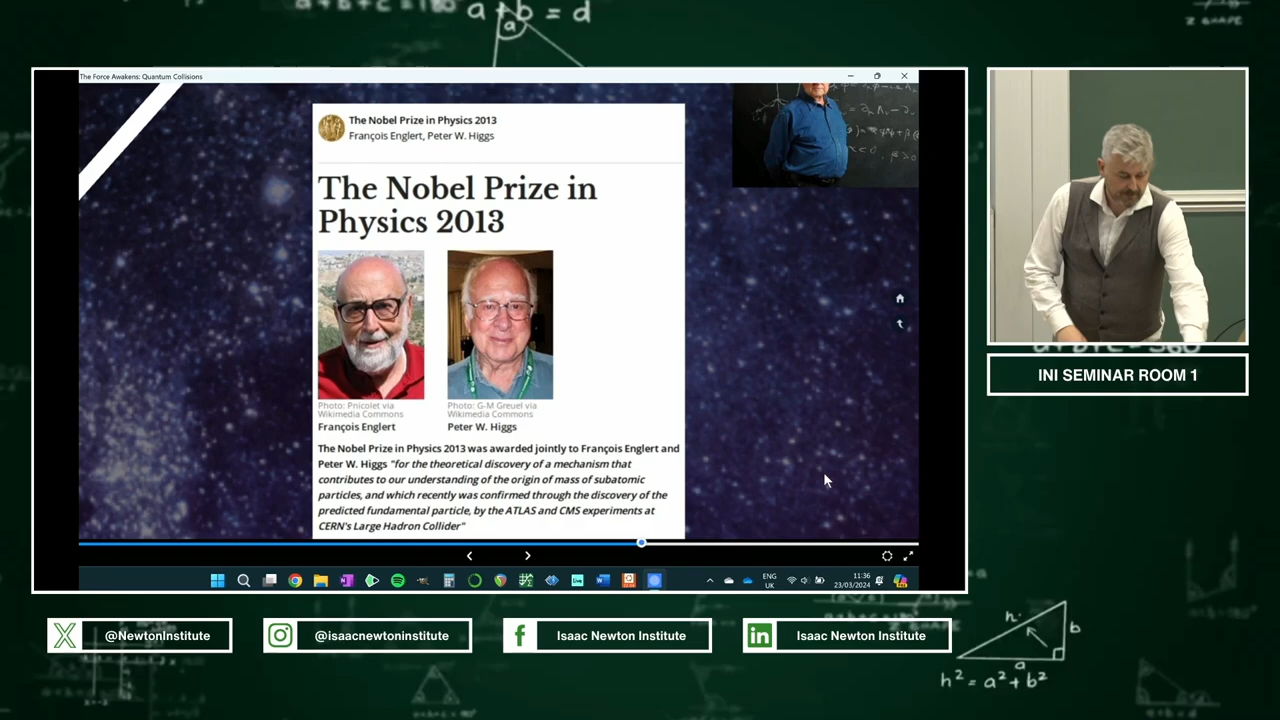 a + b + c = 180°
a + b = d
a
Z SHAPE
The Force Awakens: Quantum Collisions
The Nobel Prize in Physics 2013
François Englert, Peter W. Higgs
The Nobel Prize in
Physics 2013
Photo: Pnicolet via
Wikimedia Commons
François Englert
Photo: G-M Greuel via
Wikimedia Commons
Peter W. Higgs
The Nobel Prize in Physics 2013 was awarded jointly to François Englert and
Peter W. Higgs "for the theoretical discovery of a mechanism that
contributes to our understanding of the origin of mass of subatomic
particles, and which recently was confirmed through the discovery of the
predicted fundamental particle, by the ATLAS and CMS experiments at
CERN's Large Hadron Collider"
ENG
UK
11:36
23/03/2024
INI SEMINAR ROOM 1
@NewtonInstitute
@isaacnewtoninstitute
Isaac Newton Institute
Isaac Newton Institute
h
b
a
h² = a² + b²